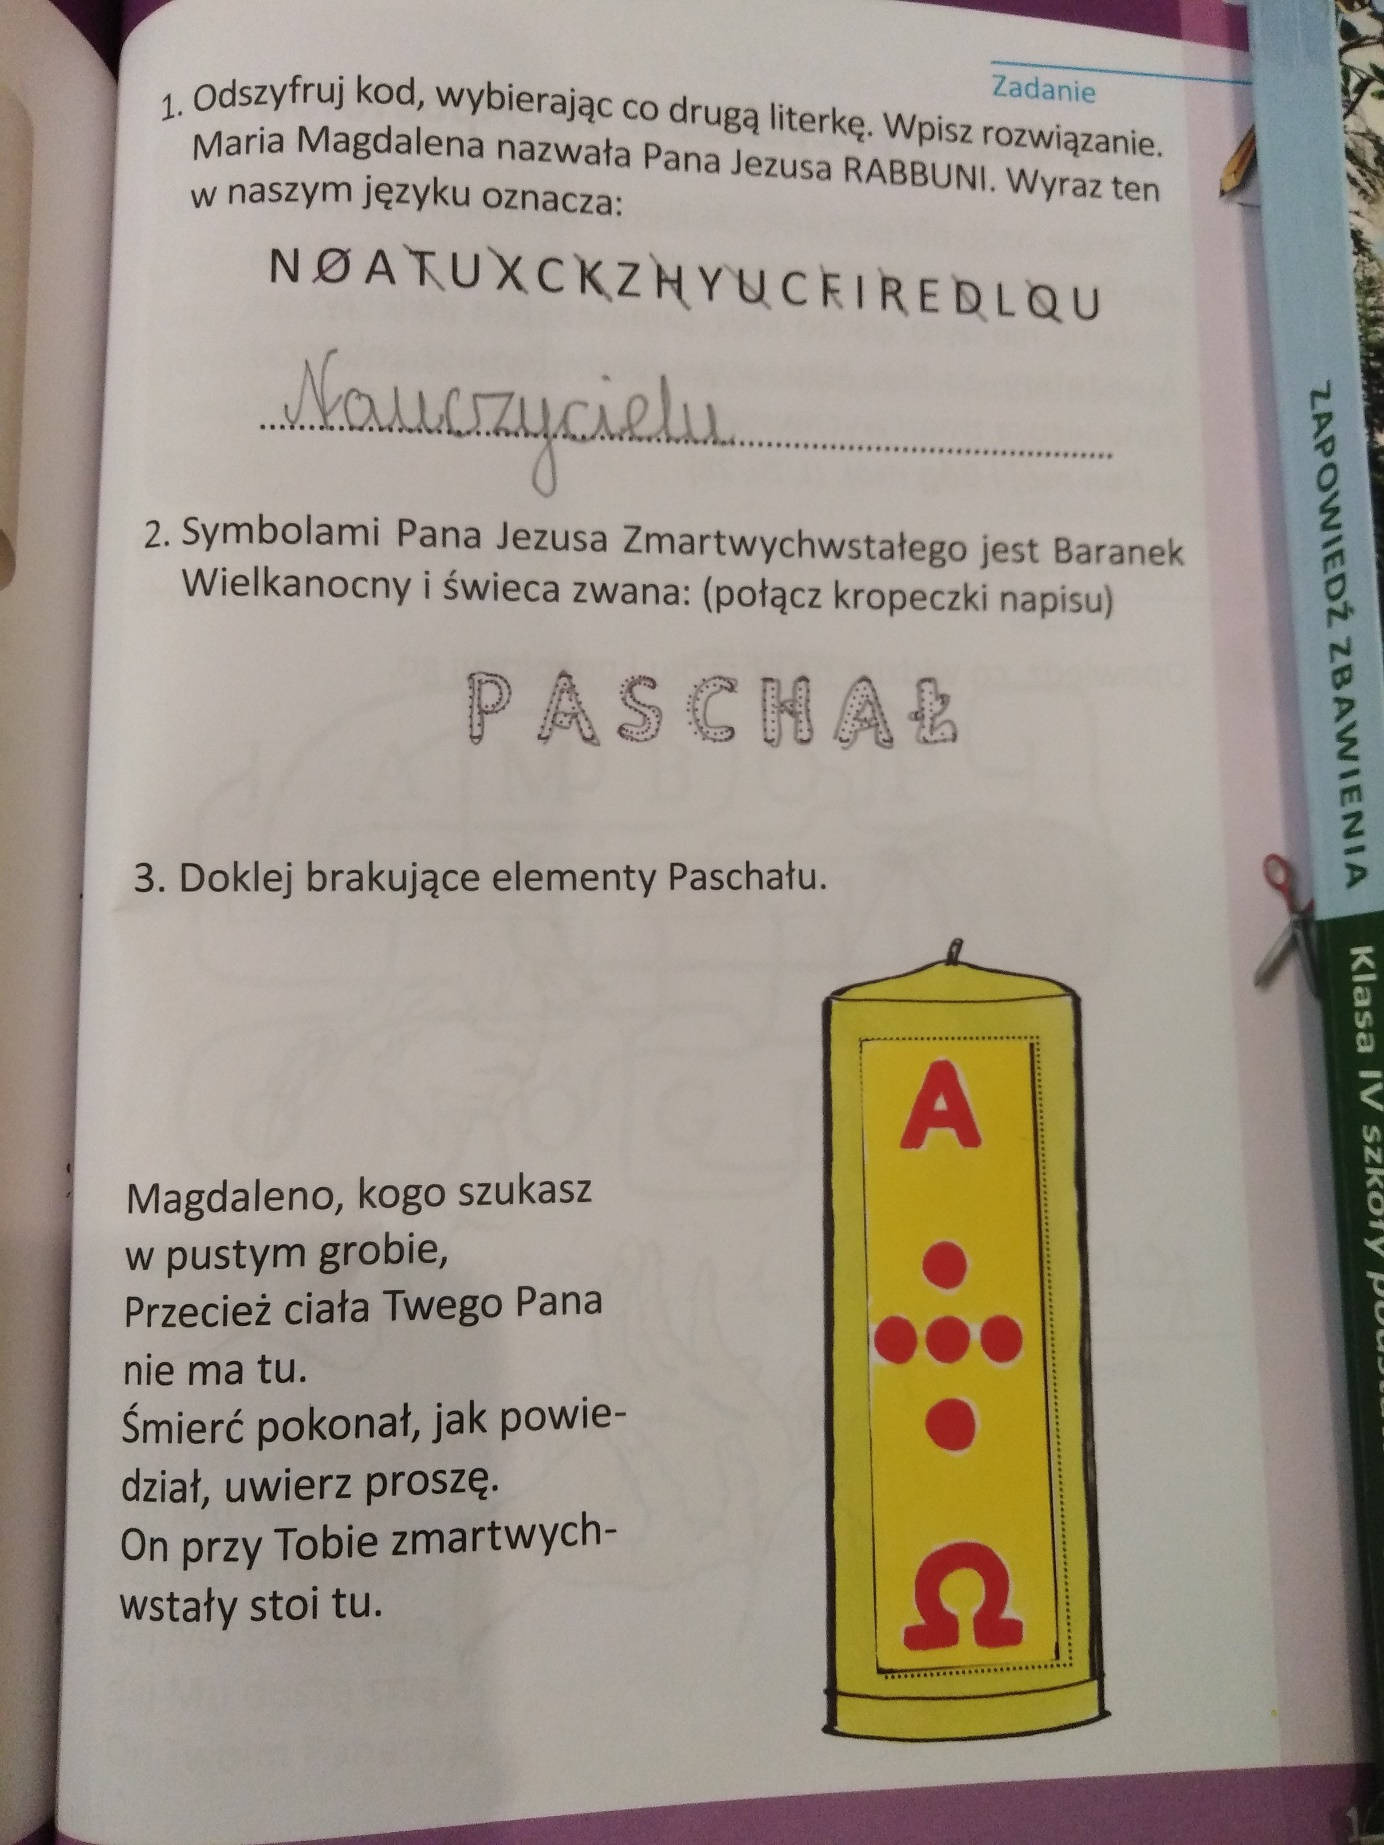 Zadanie
1. Odszyfruj kod, wybierając co drugą literkę. Wpisz rozwiązanie.
Maria Magdalena nazwała Pana Jezusa RABBUNI. Wyraz ten
w naszym języku oznacza:
NOATUXCKZHYUCFIREDLQU
Nauczycielu
2. Symbolami Pana Jezusa Zmartwychwstałego jest Baranek
Wielkanocny i świeca zwana: (połącz kropeczki napisu)
PASCHAŁ
3. Doklej brakujące elementy Paschału.
A
Ω
Magdaleno, kogo szukasz
w pustym grobie,
Przecież ciała Twego Pana
nie ma tu.
Śmierć pokonał, jak powie-
dział, uwierz proszę.
On przy Tobie zmartwych-
wstały stoi tu.
ZAPOWIEDŹ ZBAWIENIA
Klasa IV szkoły